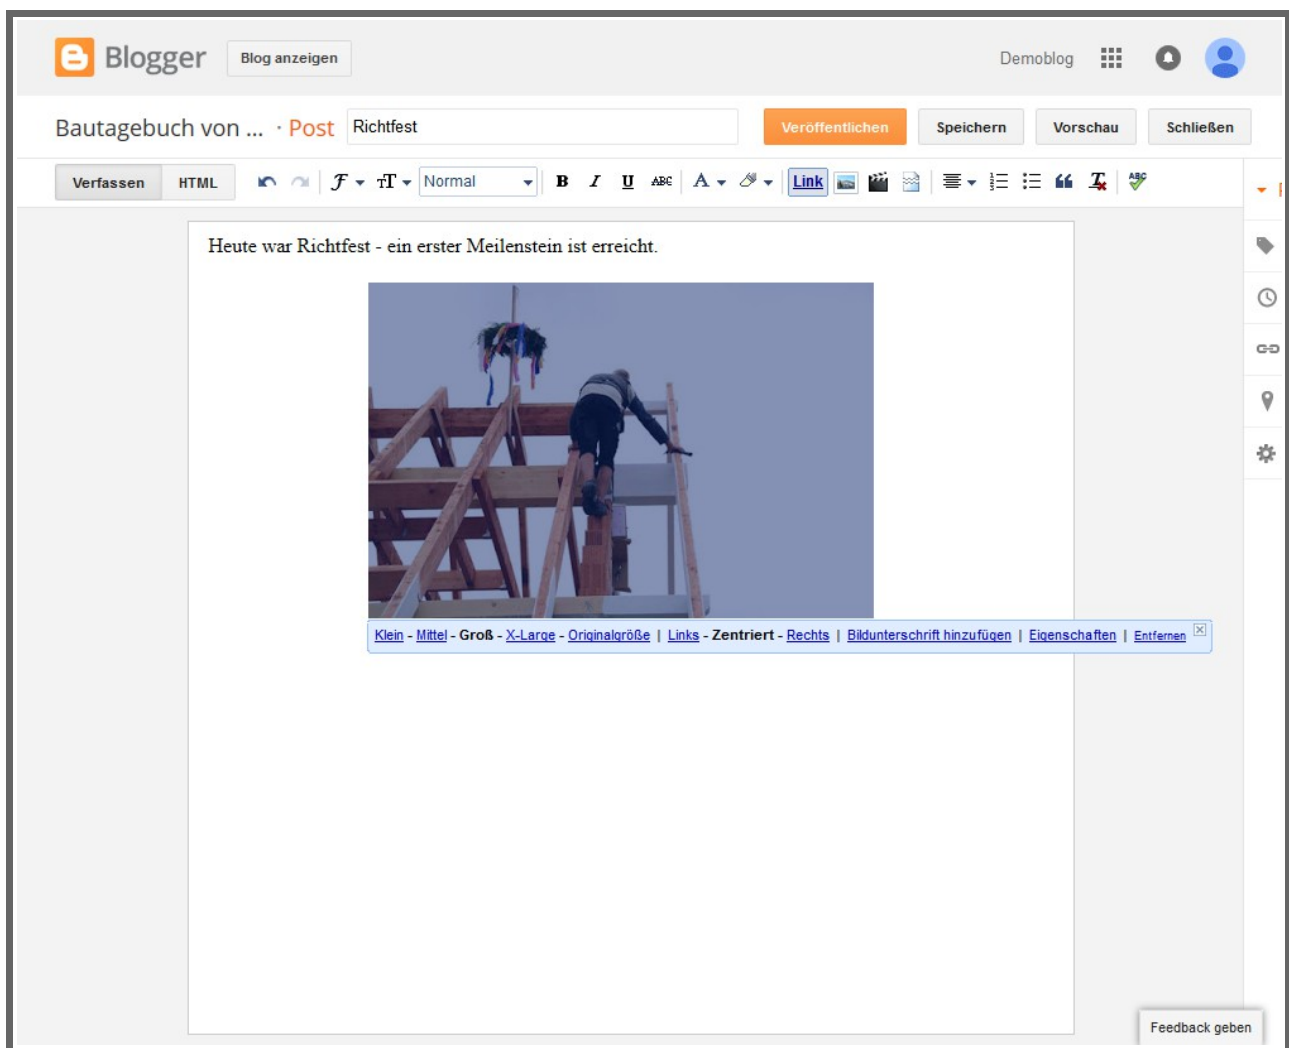 Blogger Blog anzeigen Demoblog
Bautagebuch von ... · Post Richtfest Veröffentlichen Speichern Vorschau Schließen
Verfassen HTML F TT Normal B I U ABC A Link ABC
Heute war Richtfest - ein erster Meilenstein ist erreicht.
Klein - Mittel - Groß - X-Large - Originalgröße | Links - Zentriert - Rechts | Bildunterschrift hinzufügen | Eigenschaften | Entfernen
Feedback geben